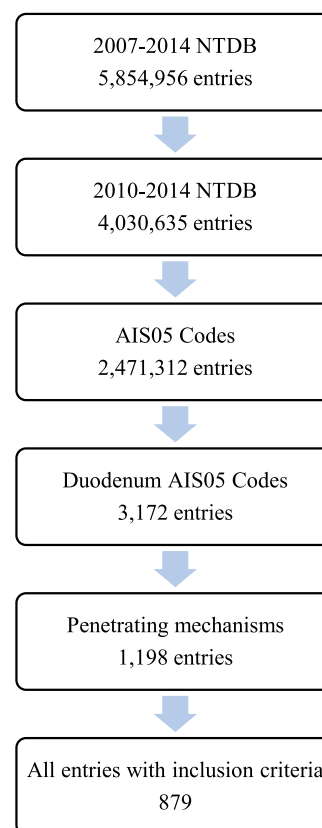 2007-2014 NTDB
5,854,956 entries
2010-2014 NTDB
4,030,635 entries
AIS05 Codes
2,471,312 entries
Duodenum AIS05 Codes
3,172 entries
Penetrating mechanisms
1,198 entries
All entries with inclusion criteria
879